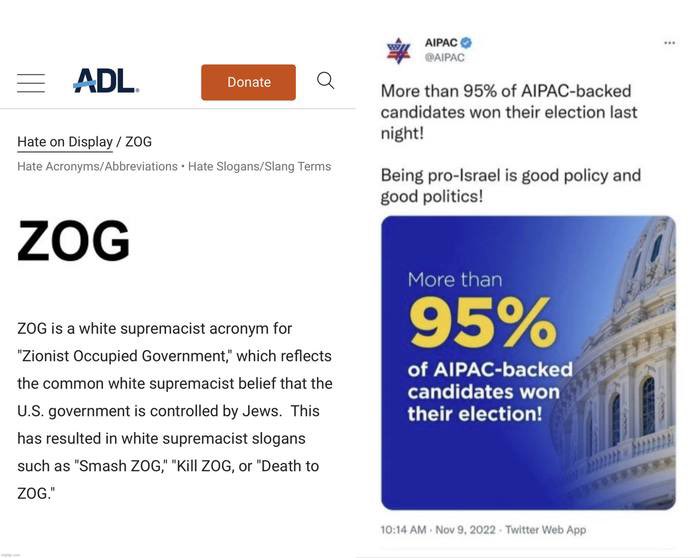 ADL
Donate
Hate on Display / ZOG
Hate Acronyms/Abbreviations • Hate Slogans/Slang Terms
ZOG
ZOG is a white supremacist acronym for
"Zionist Occupied Government," which reflects
the common white supremacist belief that the
U.S. government is controlled by Jews.  This
has resulted in white supremacist slogans
such as "Smash ZOG," "Kill ZOG, or "Death to
ZOG."
imgflip.com
AIPAC
@AIPAC
More than 95% of AIPAC-backed
candidates won their election last
night!
Being pro-Israel is good policy and
good politics!
More than
95%
of AIPAC-backed
candidates won
their election!
10:14 AM · Nov 9, 2022 · Twitter Web App